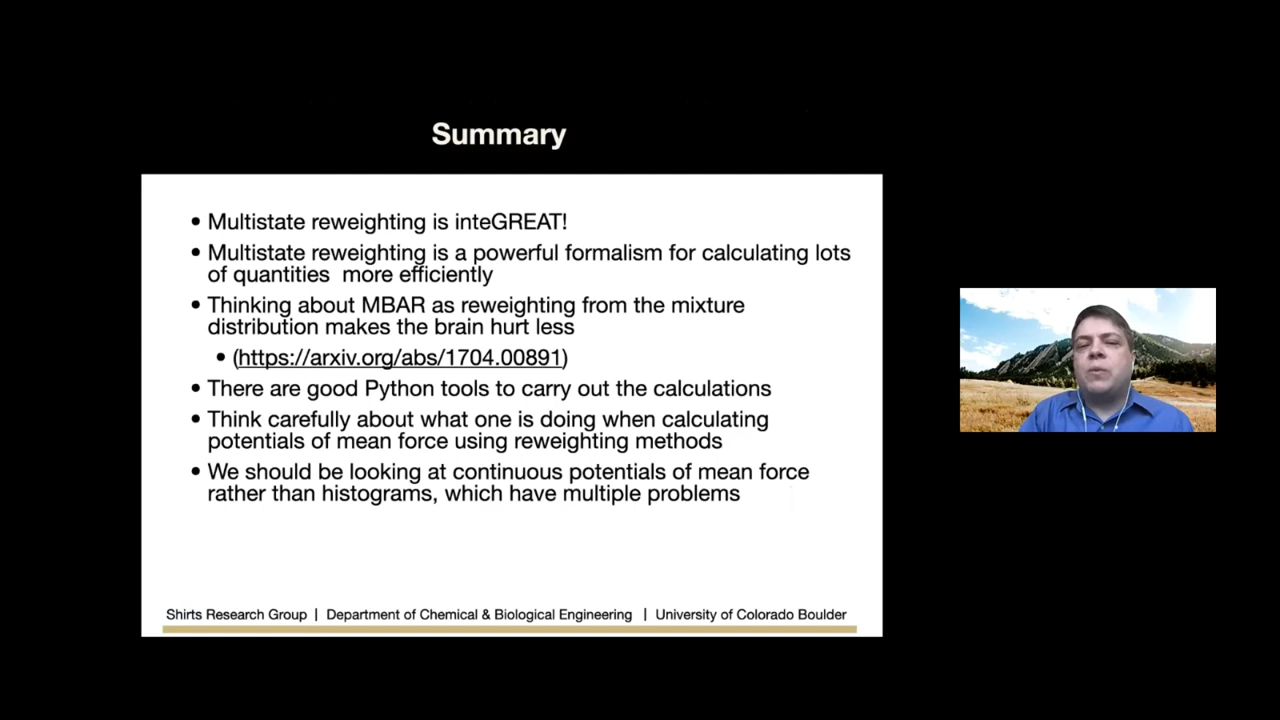 Summary
• Multistate reweighting is inteGREAT!
• Multistate reweighting is a powerful formalism for calculating lots
of quantities  more efficiently
• Thinking about MBAR as reweighting from the mixture
distribution makes the brain hurt less
• (https://arxiv.org/abs/1704.00891)
• There are good Python tools to carry out the calculations
• Think carefully about what one is doing when calculating
potentials of mean force using reweighting methods
• We should be looking at continuous potentials of mean force
rather than histograms, which have multiple problems
Shirts Research Group | Department of Chemical & Biological Engineering | University of Colorado Boulder